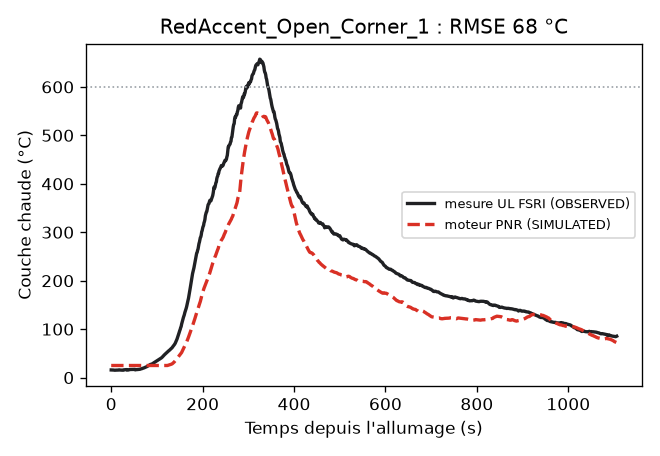 RedAccent_Open_Corner_1 : RMSE 68 °C
600
500
400
300
200
100
0
Couche chaude (°C)
mesure UL FSRI (OBSERVED)
moteur PNR (SIMULATED)
0 200 400 600 800 1000
Temps depuis l'allumage (s)